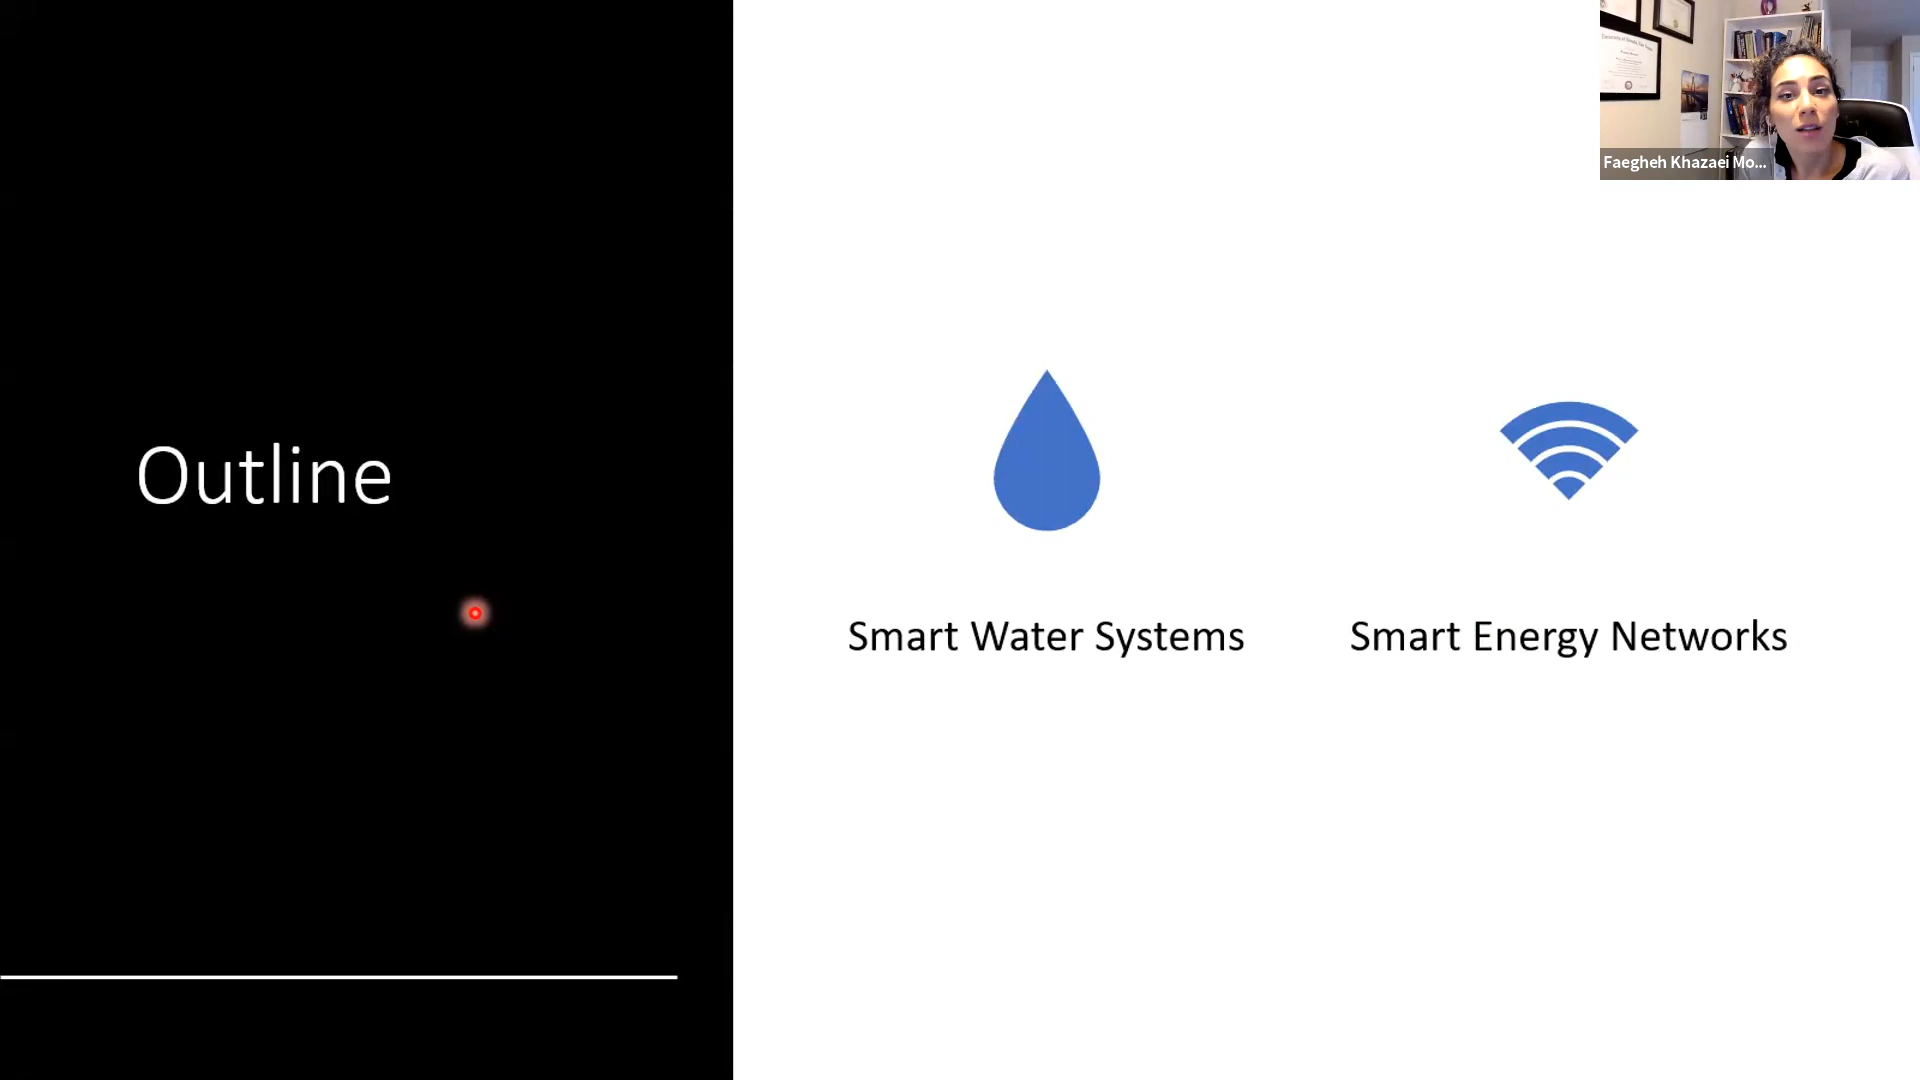 Faegheh Khazaei Mo...
Outline
Smart Water Systems
Smart Energy Networks